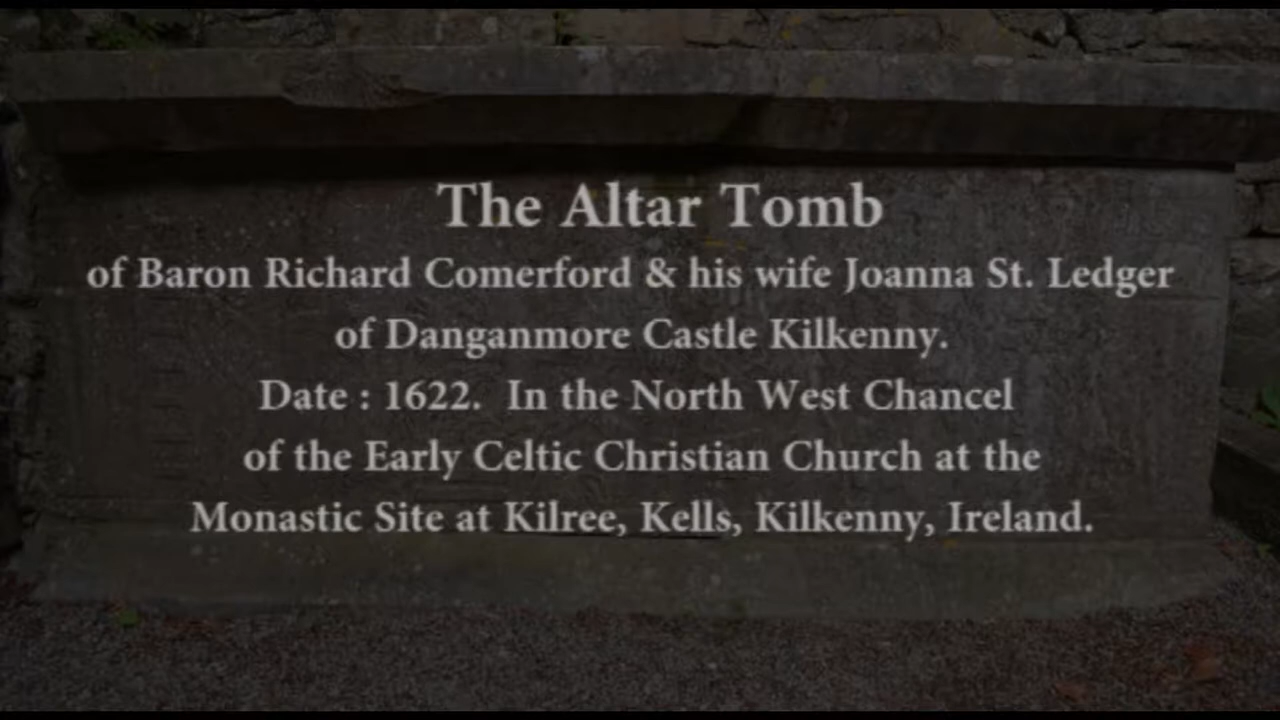 The Altar Tomb
of Baron Richard Comerford & his wife Joanna St. Ledger
of Danganmore Castle Kilkenny.
Date : 1622. In the North West Chancel
of the Early Celtic Christian Church at the
Monastic Site at Kilree, Kells, Kilkenny, Ireland.